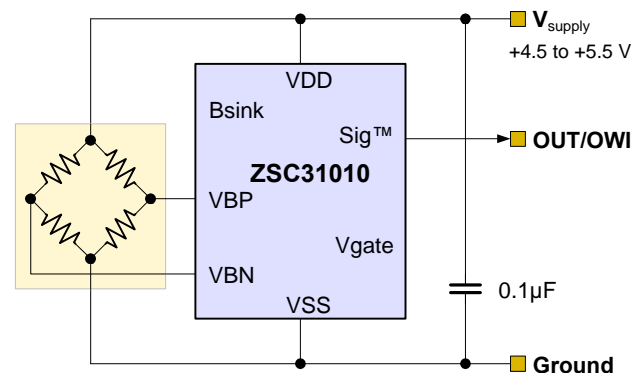 V supply
+4.5 to +5.5 V
VDD
Bsink
Sig™
OUT/OWI
ZSC31010
VBP
Vgate
VBN
0.1µF
VSS
Ground